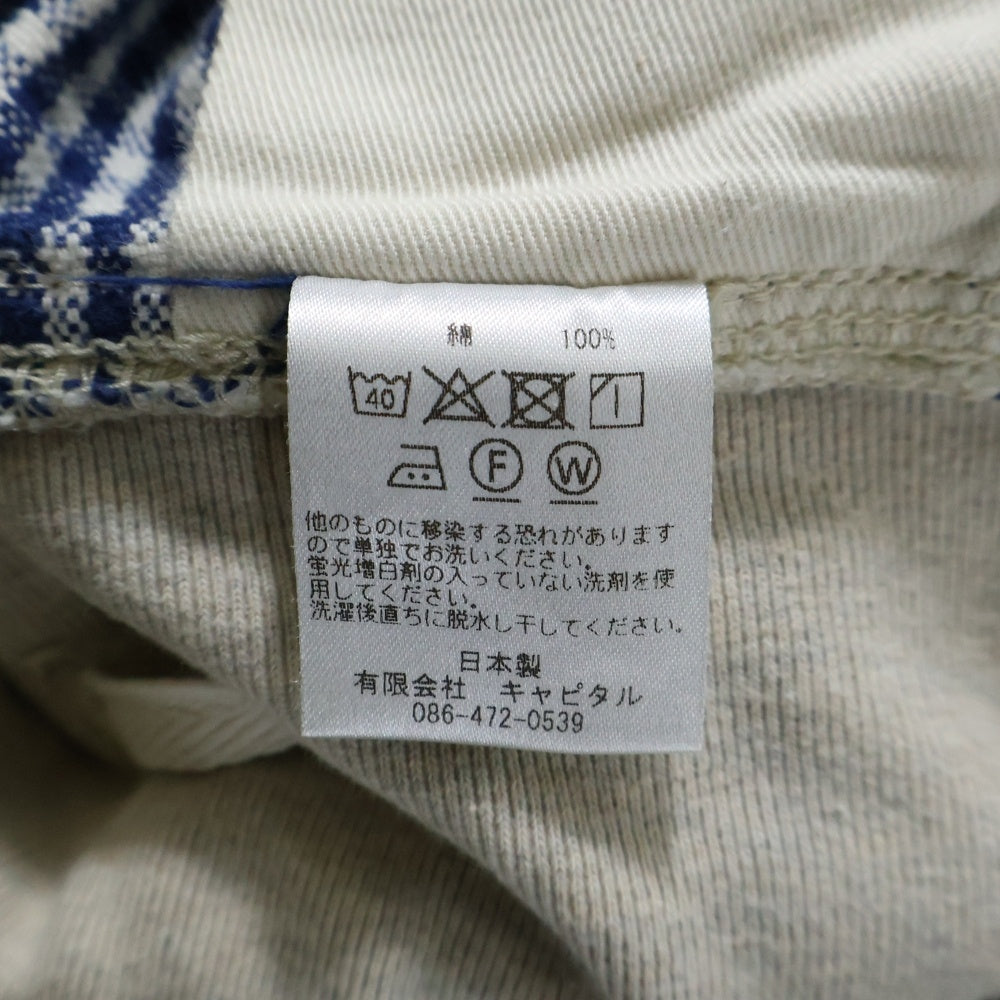 綿 100%
40
F W
他のものに移染する恐れがあります
ので単独でお洗いください。
蛍光増白剤の入っていない洗剤を使
用してください。
洗濯後直ちに脱水し干してください。
日本製
有限会社 キャピタル
086-472-0539